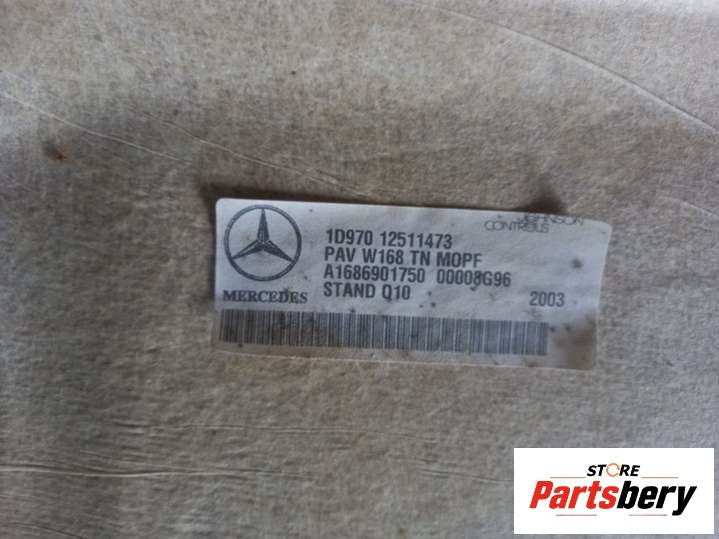 JOHNSON
CONTROLS
1D970 12511473
PAV W168 TN MOPF
A1686901750 00008G96
STAND Q10
2003
MERCEDES
STORE
Partsbery